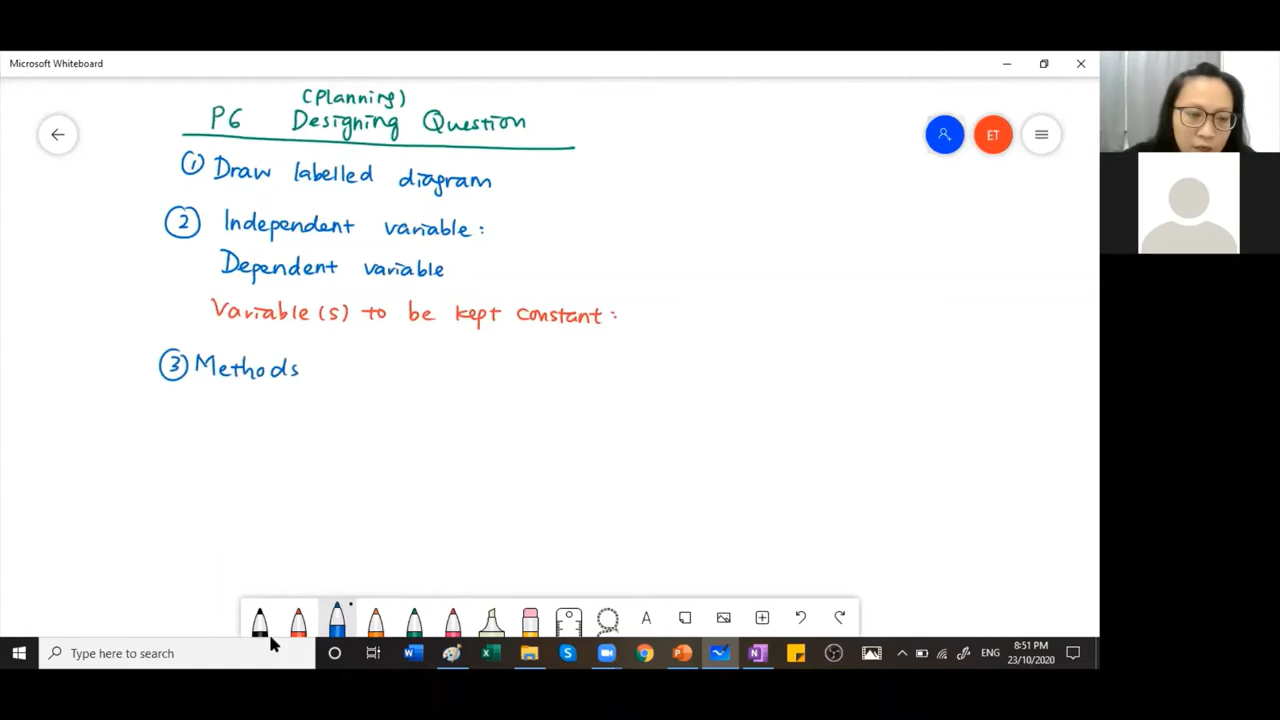 Microsoft Whiteboard
(Planning)
P6 Designing Question
① Draw labelled diagram
② Independent variable:
Dependent variable
Variable(s) to be kept constant:
③ Methods
ET
A
Type here to search
ENG
8:51 PM
23/10/2020